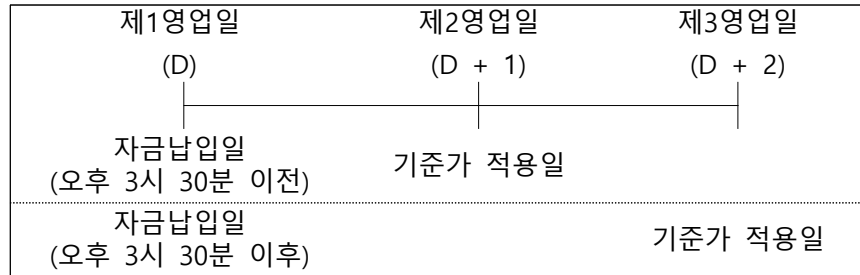 제1영업일 제2영업일 제3영업일
(D) (D + 1) (D + 2)
자금납입일
(오후 3시 30분 이전) 기준가 적용일
자금납입일
(오후 3시 30분 이후) 기준가 적용일